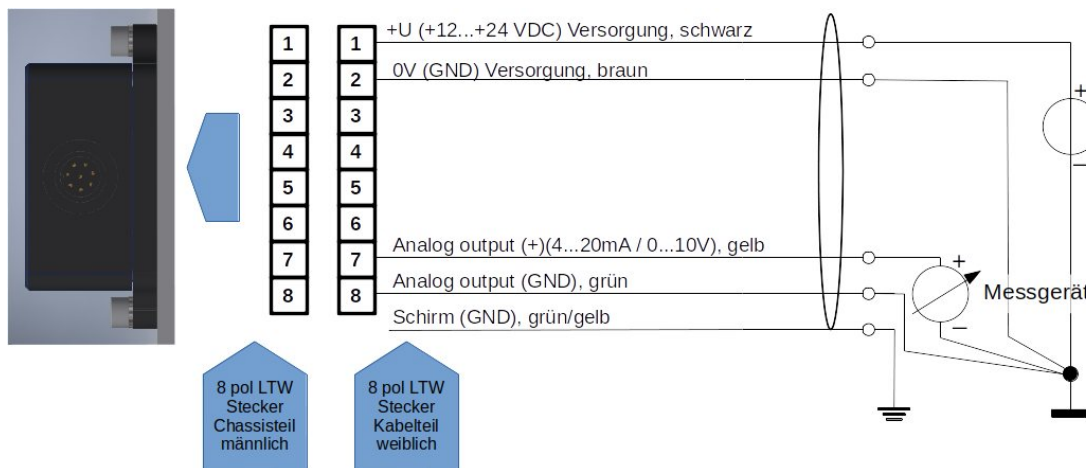 +U (+12...+24 VDC) Versorgung, schwarz
0V (GND) Versorgung, braun
1 1
2 2
3 3
4 4
5 5
6 6
7 7
8 8
Analog output (+)(4...20mA / 0...10V), gelb
Analog output (GND), grün
Schirm (GND), grün/gelb
+
−
+
−
Messgerät
8 pol LTW
Stecker
Chassisteil
männlich
8 pol LTW
Stecker
Kabelteil
weiblich